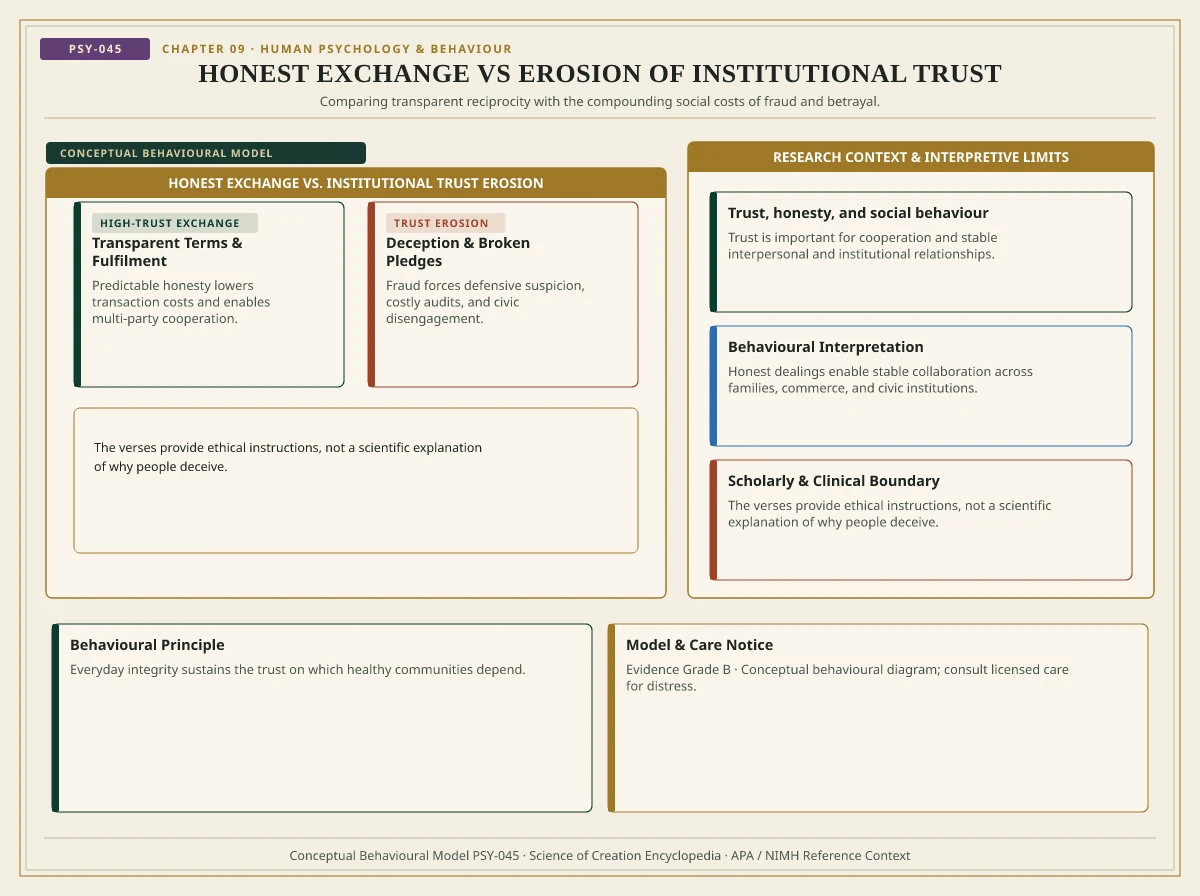 PSY-045
CHAPTER 09 · HUMAN PSYCHOLOGY & BEHAVIOUR
HONEST EXCHANGE VS EROSION OF INSTITUTIONAL TRUST
Comparing transparent reciprocity with the compounding social costs of fraud and betrayal.
CONCEPTUAL BEHAVIOURAL MODEL
HONEST EXCHANGE VS. INSTITUTIONAL TRUST EROSION
HIGH-TRUST EXCHANGE
Transparent Terms &
Fulfilment
Predictable honesty lowers
transaction costs and enables
multi-party cooperation.
TRUST EROSION
Deception & Broken
Pledges
Fraud forces defensive suspicion,
costly audits, and civic
disengagement.
The verses provide ethical instructions, not a scientific explanation
of why people deceive.
RESEARCH CONTEXT & INTERPRETIVE LIMITS
Trust, honesty, and social behaviour
Trust is important for cooperation and stable
interpersonal and institutional relationships.
Behavioural Interpretation
Honest dealings enable stable collaboration across
families, commerce, and civic institutions.
Scholarly & Clinical Boundary
The verses provide ethical instructions, not a scientific
explanation of why people deceive.
Behavioural Principle
Everyday integrity sustains the trust on which healthy communities depend.
Model & Care Notice
Evidence Grade B · Conceptual behavioural diagram; consult licensed care
for distress.
Conceptual Behavioural Model PSY-045 · Science of Creation Encyclopedia · APA / NIMH Reference Context